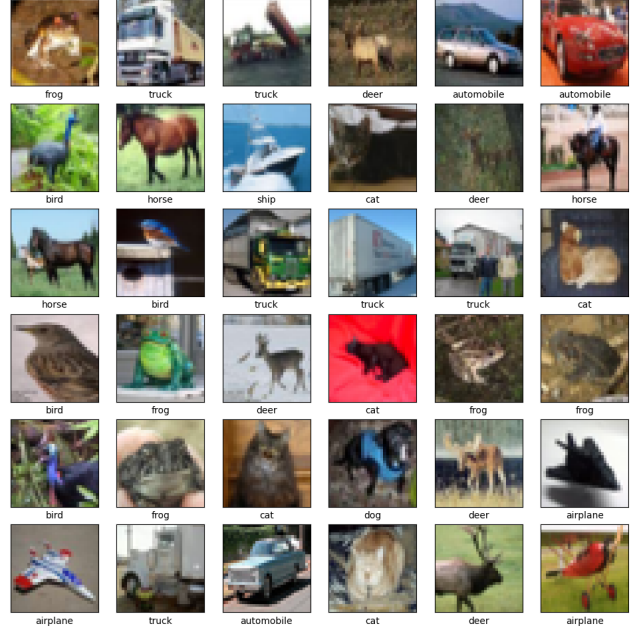 frog truck truck deer automobile automobile
bird horse ship cat deer horse
horse bird truck truck truck cat
bird frog deer cat frog frog
bird frog cat dog deer airplane
airplane truck automobile cat deer airplane